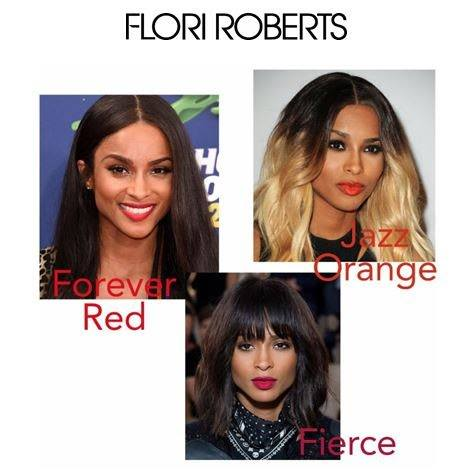 FLORI ROBERTS
Forever
Red
Jazz
Orange
Fierce